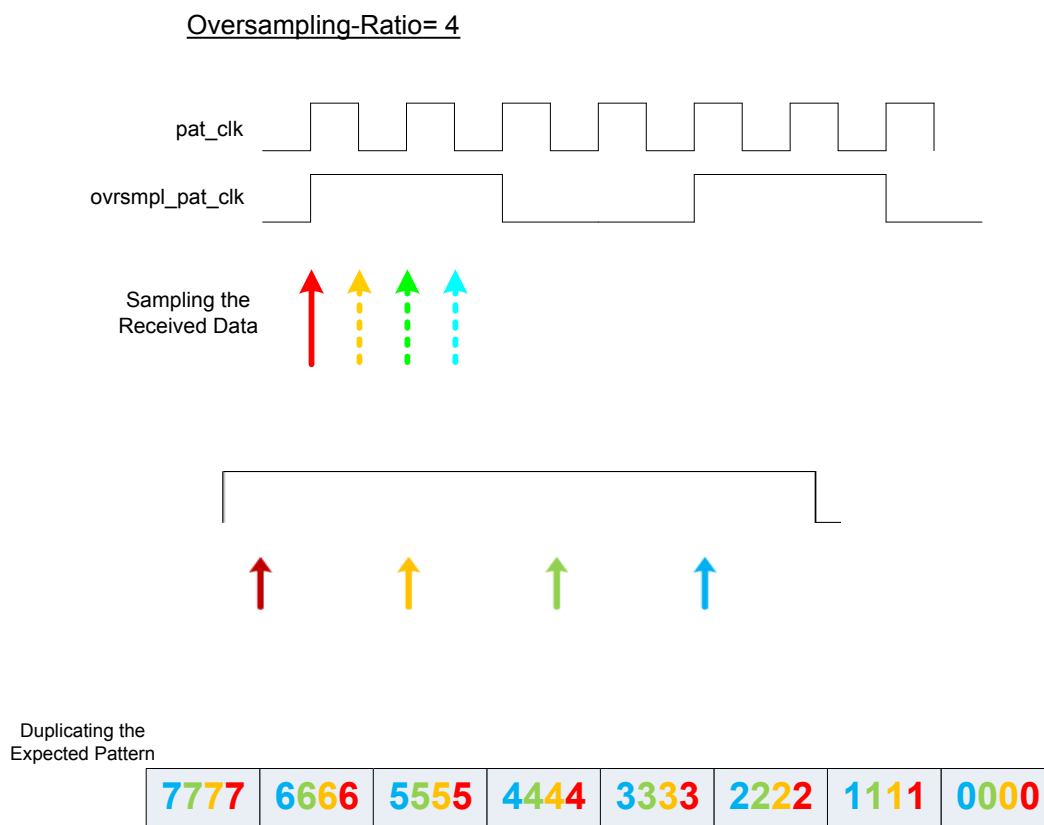 Oversampling-Ratio= 4
pat_clk
ovrsmpl_pat_clk
Sampling the
Received Data
Duplicating the
Expected Pattern
7777 6666 5555 4444 3333 2222 1111 0000